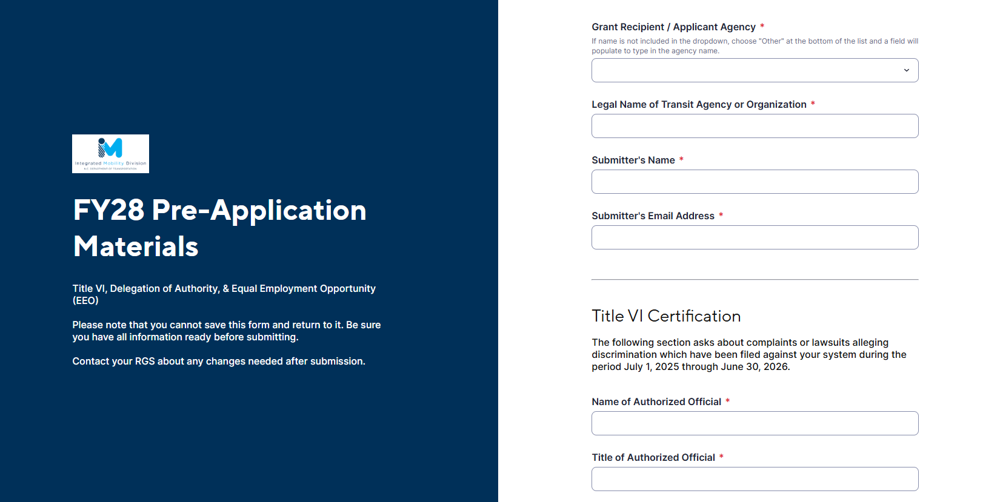 iM
Integrated Mobility Division
N.C. DEPARTMENT OF TRANSPORTATION
FY28 Pre-Application
Materials
Title VI, Delegation of Authority, & Equal Employment Opportunity
(EEO)
Please note that you cannot save this form and return to it. Be sure
you have all information ready before submitting.
Contact your RGS about any changes needed after submission.
Grant Recipient / Applicant Agency *
If name is not included in the dropdown, choose "Other" at the bottom of the list and a field will
populate to type in the agency name.
Legal Name of Transit Agency or Organization *
Submitter's Name *
Submitter's Email Address *
Title VI Certification
The following section asks about complaints or lawsuits alleging
discrimination which have been filed against your system during the
period July 1, 2025 through June 30, 2026.
Name of Authorized Official *
Title of Authorized Official *